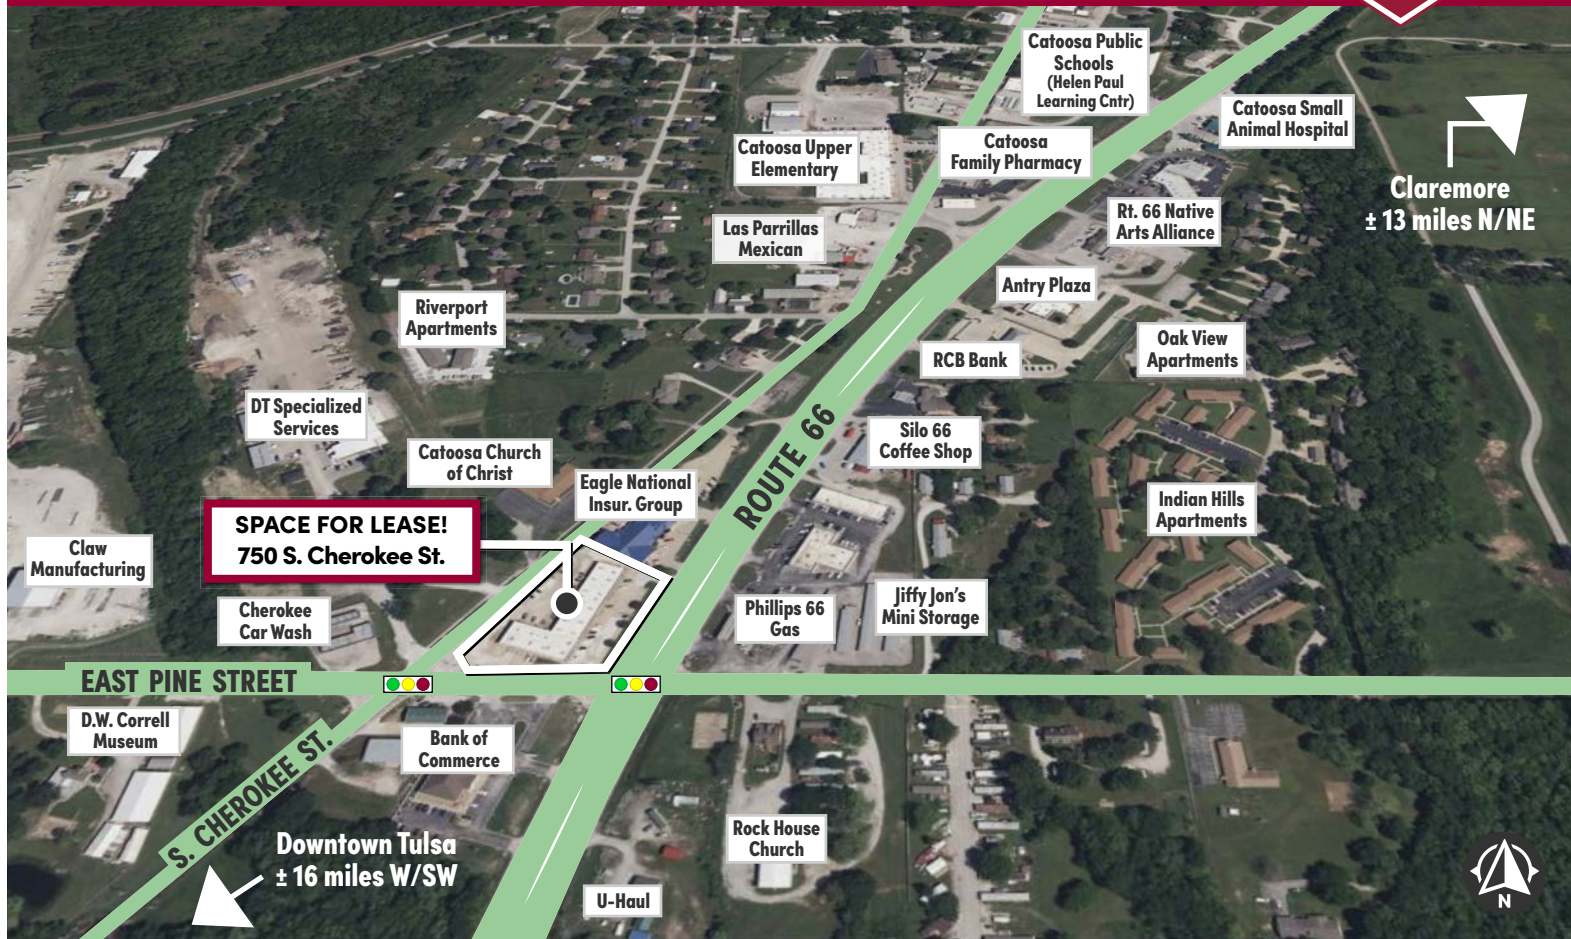 Catoosa Public
Schools
(Helen Paul
Learning Cntr)
Catoosa Small
Animal Hospital
Catoosa
Family Pharmacy
Catoosa Upper
Elementary
Claremore
± 13 miles N/NE
Rt. 66 Native
Arts Alliance
Las Parrillas
Mexican
Antry Plaza
Riverport
Apartments
Oak View
Apartments
RCB Bank
DT Specialized
Services
ROUTE 66
Silo 66
Coffee Shop
Catoosa Church
of Christ
Eagle National
Insur. Group
Indian Hills
Apartments
SPACE FOR LEASE!
750 S. Cherokee St.
Claw
Manufacturing
Cherokee
Car Wash
Phillips 66
Gas
Jiffy Jon's
Mini Storage
EAST PINE STREET
D.W. Correll
Museum
S. CHEROKEE ST.
Bank of
Commerce
Downtown Tulsa
± 16 miles W/SW
Rock House
Church
U-Haul
N